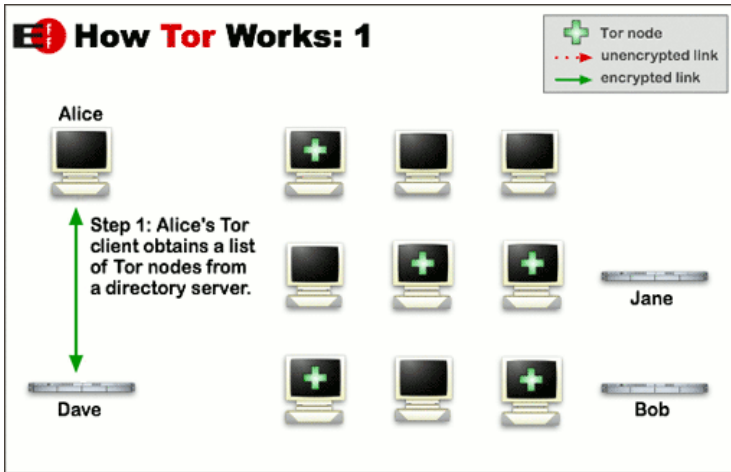 EFF How Tor Works: 1
Tor node
unencrypted link
encrypted link
Alice
Step 1: Alice's Tor
client obtains a list
of Tor nodes from
a directory server.
Jane
Dave
Bob